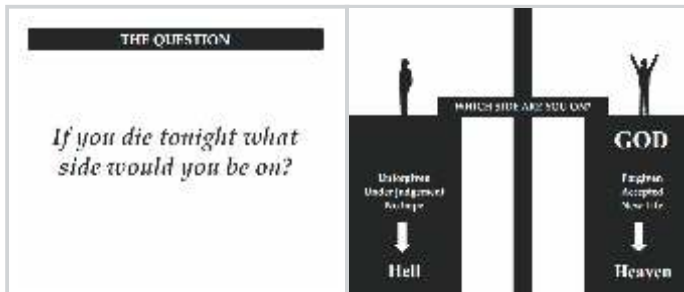 THE QUESTION
If you die tonight what
side would you be on?
WHICH SIDE ARE YOU ON?
GOD
Unforgiven
Under judgement
No hope
Hell
Forgiven
Accepted
New Life
Heaven